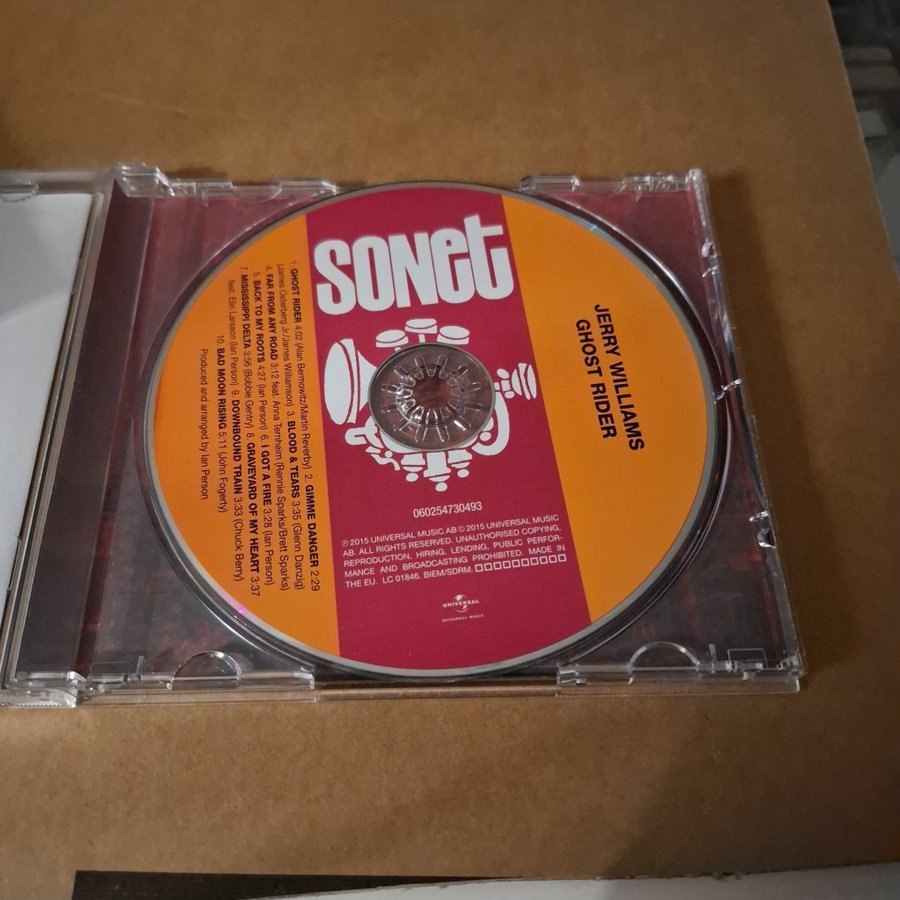 SONET
JERRY WILLIAMS
GHOST RIDER
1. GHOST RIDER 4:02 (Alan Bermowitz/Martin Reverby) 2. GIMME DANGER 2:29
(James Osterberg Jr./James Williamson) 3. BLOOD & TEARS 3:35 (Glenn Danzig)
4. FAR FROM ANY ROAD 3:12 feat. Anna Ternheim (Rennie Sparks/Brett Sparks)
5. BACK TO MY ROOTS 4:27 (Ian Person) 6. I GOT A FIRE 3:28 (Ian Person)
7. MISSISSIPPI DELTA 3:56 (Bobbie Gentry) 8. GRAVEYARD OF MY HEART 3:37
feat. Elin Larsson (Ian Person) 9. DOWNBOUND TRAIN 3:33 (Chuck Berry)
10. BAD MOON RISING 5:11 (John Fogerty)
Produced and arranged by Ian Person
060254730493
℗ 2015 UNIVERSAL MUSIC AB © 2015 UNIVERSAL MUSIC
AB. ALL RIGHTS RESERVED. UNAUTHORISED COPYING,
REPRODUCTION, HIRING, LENDING, PUBLIC PERFOR-
MANCE AND BROADCASTING PROHIBITED. MADE IN
THE EU. LC 01846. BIEM/SDRM.
UNIVERSAL
UNIVERSAL MUSIC